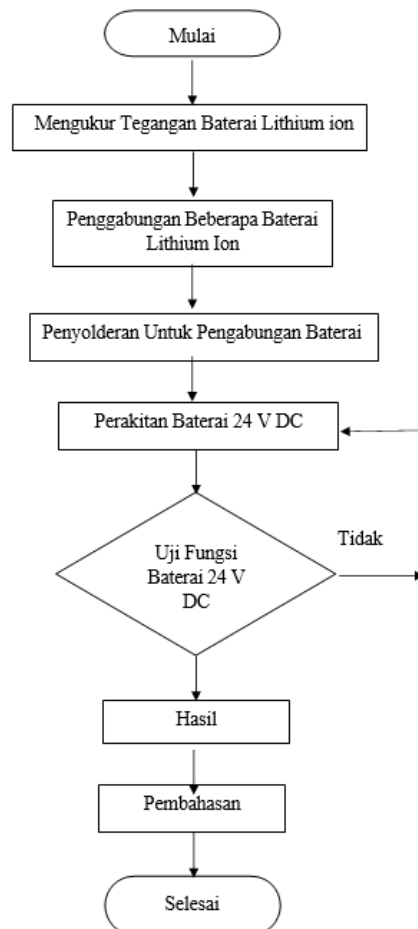 Mulai
Mengukur Tegangan Baterai Lithium ion
Penggabungan Beberapa Baterai
Lithium Ion
Penyolderan Untuk Pengabungan Baterai
Perakitan Baterai 24 V DC
Uji Fungsi
Baterai 24 V
DC
Tidak
Hasil
Pembahasan
Selesai